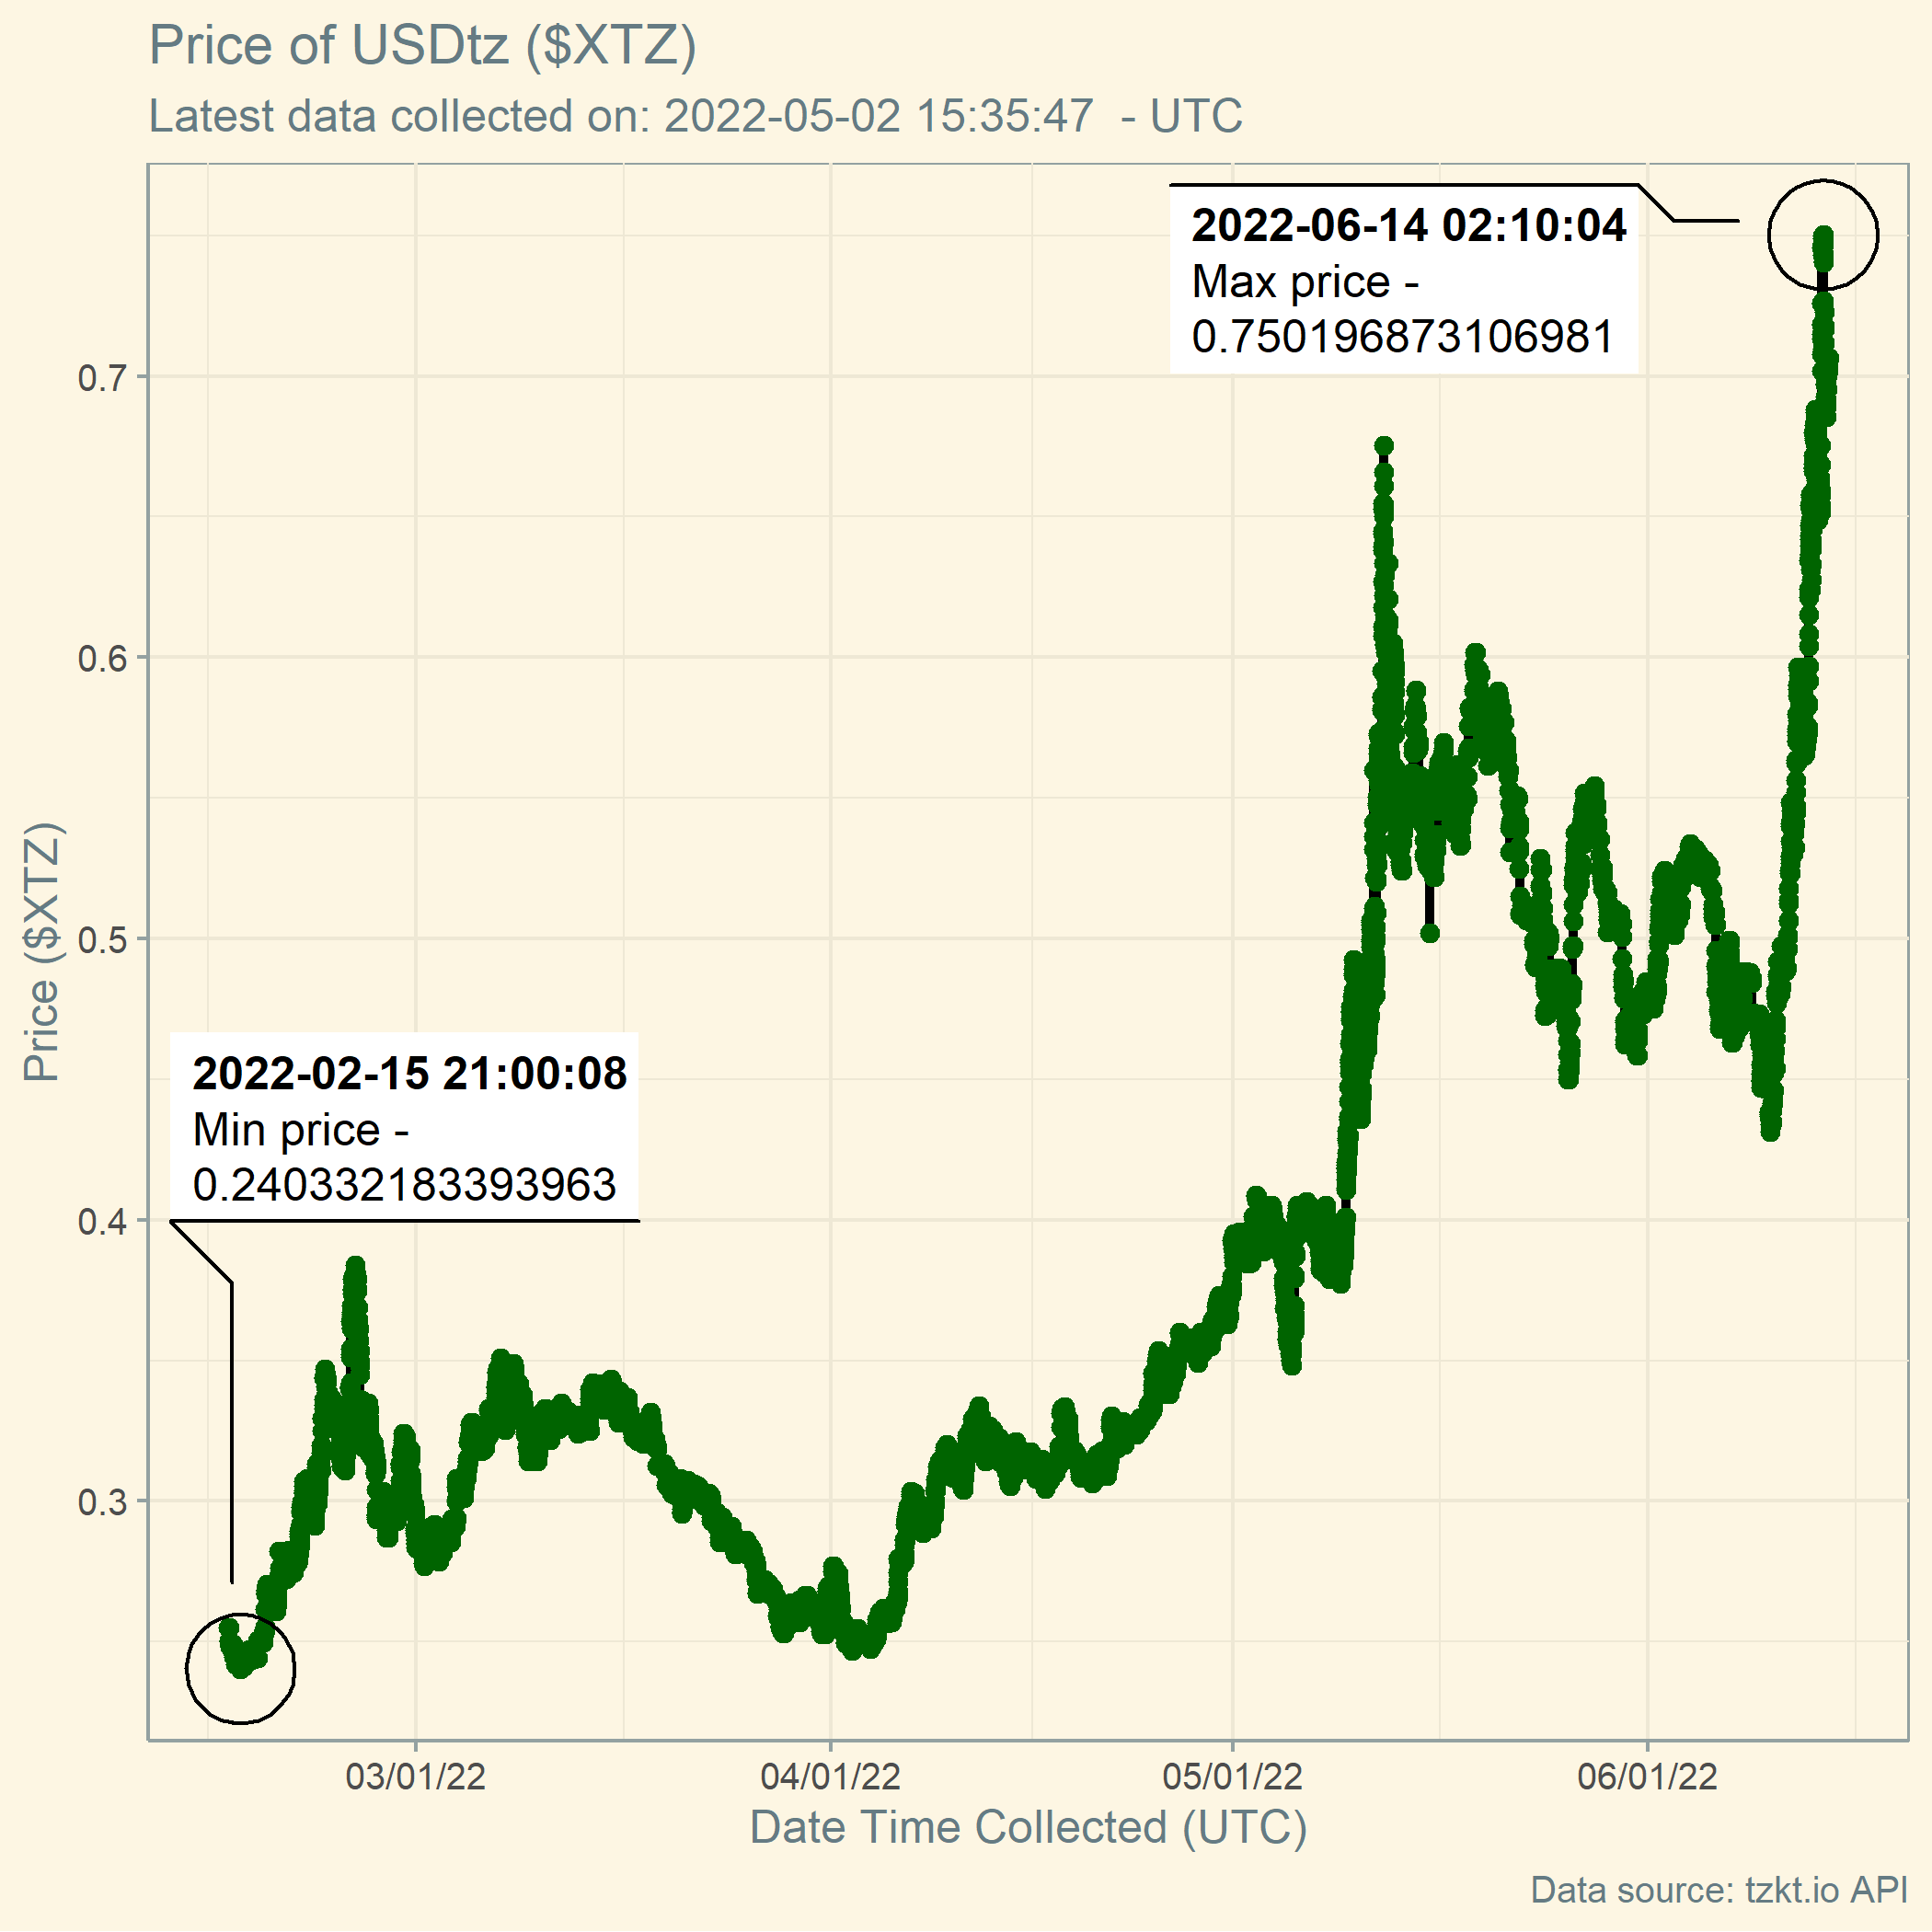 Price of USDtz ($XTZ)
Latest data collected on: 2022-05-02 15:35:47  - UTC
2022-06-14 02:10:04
Max price -
0.750196873106981
0.7
0.6
0.5
0.4
0.3
Price ($XTZ)
2022-02-15 21:00:08
Min price -
0.240332183393963
03/01/22
04/01/22
05/01/22
06/01/22
Date Time Collected (UTC)
Data source: tzkt.io API